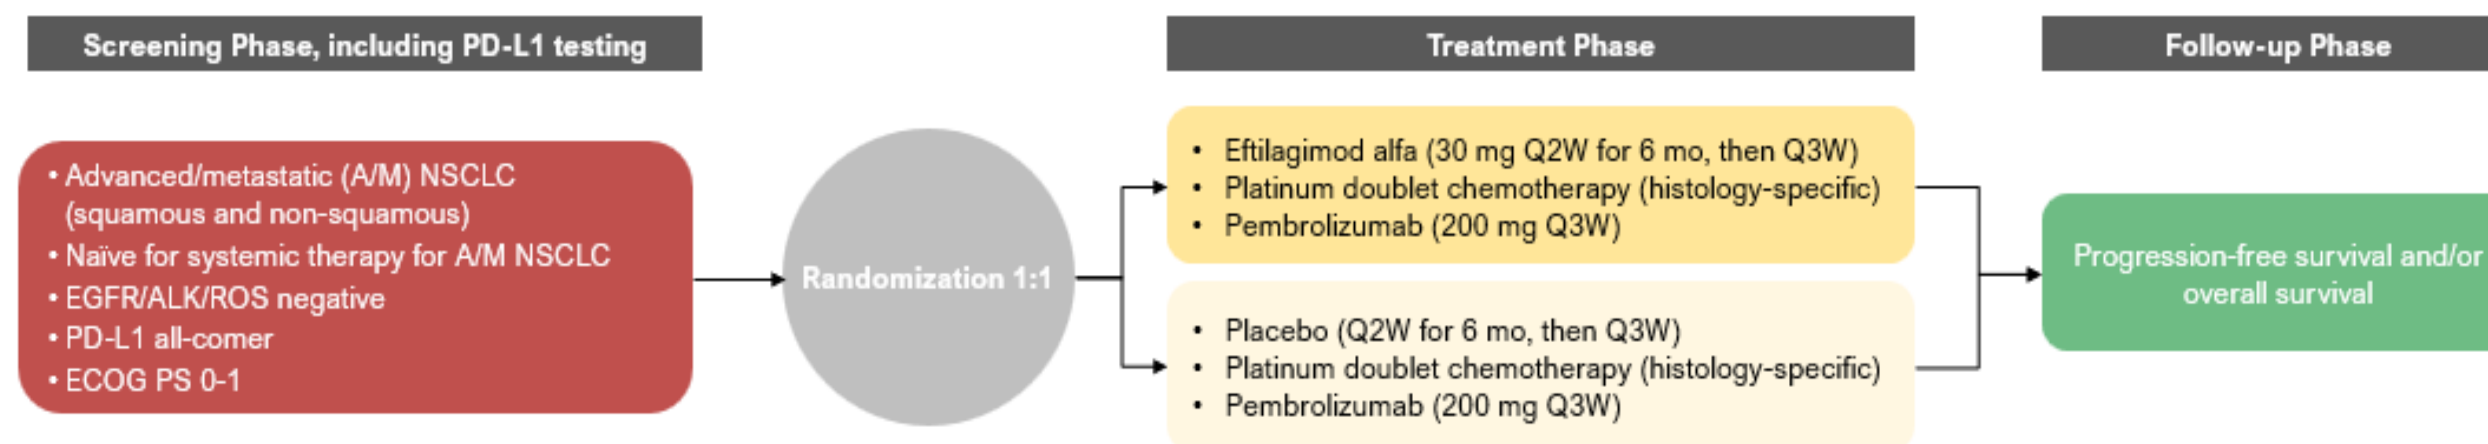 Screening Phase, including PD-L1 testing
• Advanced/metastatic (A/M) NSCLC
(squamous and non-squamous)
• Naïve for systemic therapy for A/M NSCLC
• EGFR/ALK/ROS negative
• PD-L1 all-comer
• ECOG PS 0-1
Randomization 1:1
Treatment Phase
• Eftilagimod alfa (30 mg Q2W for 6 mo, then Q3W)
• Platinum doublet chemotherapy (histology-specific)
• Pembrolizumab (200 mg Q3W)
• Placebo (Q2W for 6 mo, then Q3W)
• Platinum doublet chemotherapy (histology-specific)
• Pembrolizumab (200 mg Q3W)
Follow-up Phase
Progression-free survival and/or
overall survival